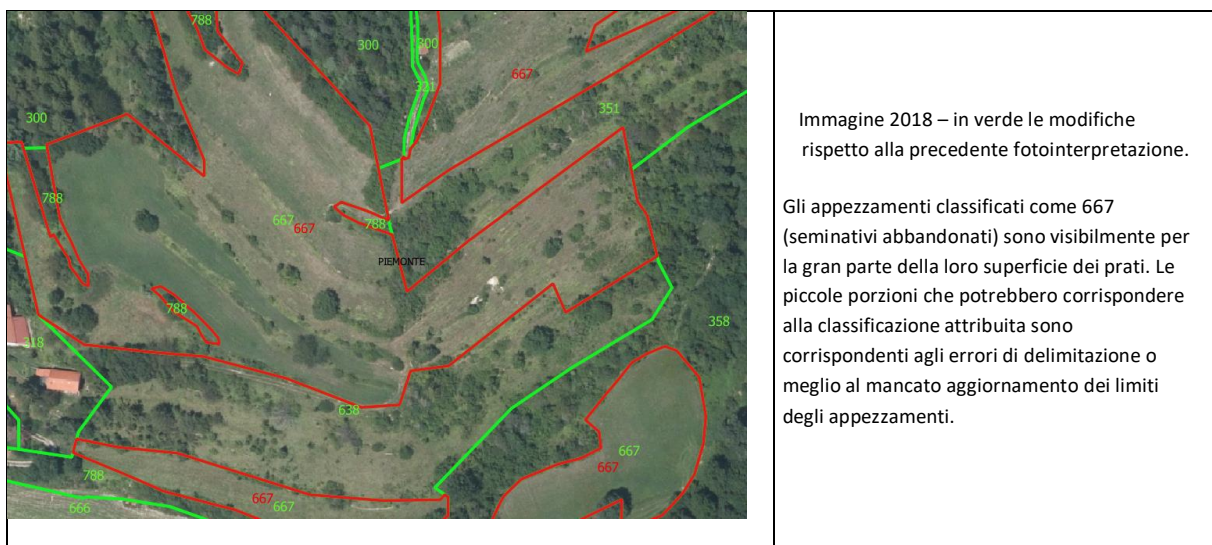 788
300
300
667
321
351
300
788
667
667
788
PIEMONTE
788
318
358
638
667
667
788
667
667
666
Immagine 2018 – in verde le modifiche
rispetto alla precedente fotointerpretazione.
Gli appezzamenti classificati come 667
(seminativi abbandonati) sono visibilmente per
la gran parte della loro superficie dei prati. Le
piccole porzioni che potrebbero corrispondere
alla classificazione attribuita sono
corrispondenti agli errori di delimitazione o
meglio al mancato aggiornamento dei limiti
degli appezzamenti.